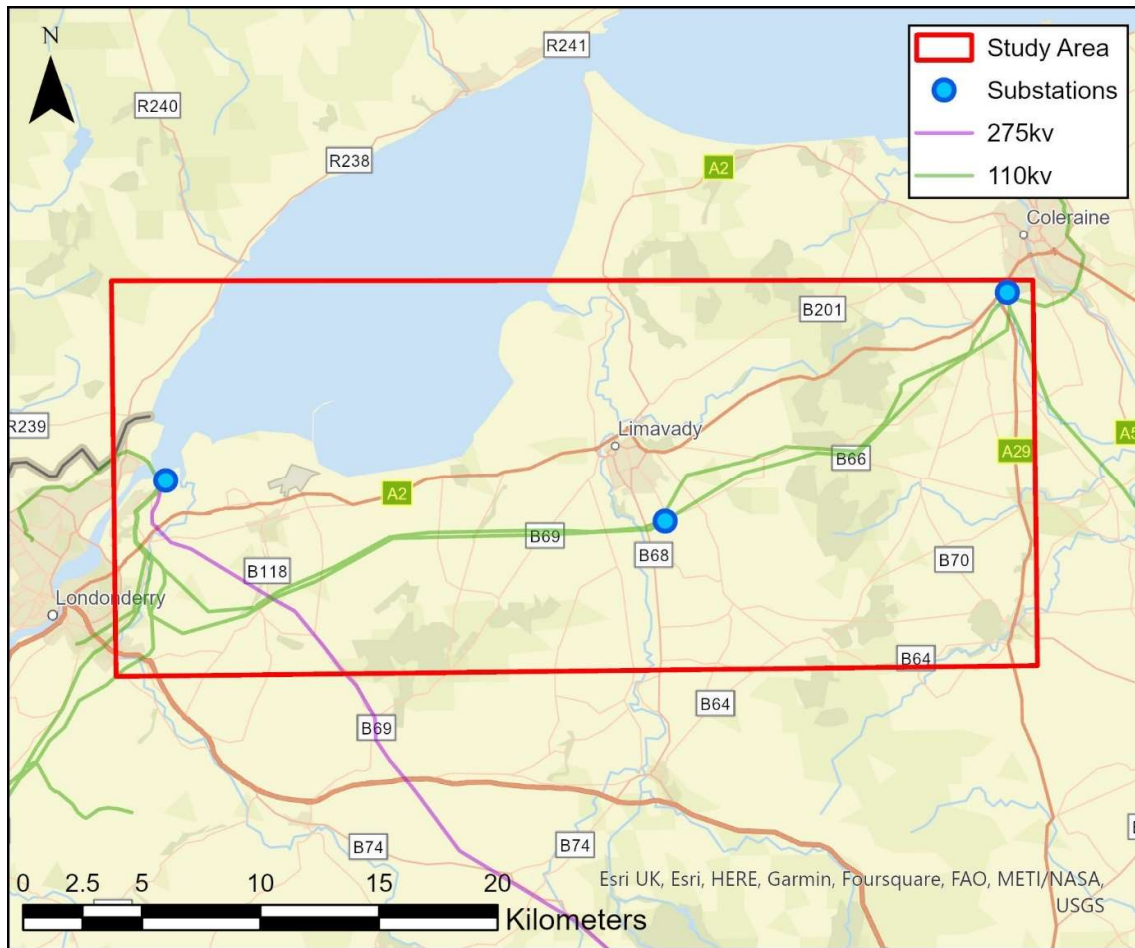 N
R241
R240
R238
A2
Study Area
Substations
275kv
110kv
Coleraine
B201
R239
Limavady
A2
B66
A29
B69
B68
B118
B70
Londonderry
B64
B64
B69
B74
B74
0 2.5 5 10 15 20
Kilometers
Esri UK, Esri, HERE, Garmin, Foursquare, FAO, METI/NASA,
USGS